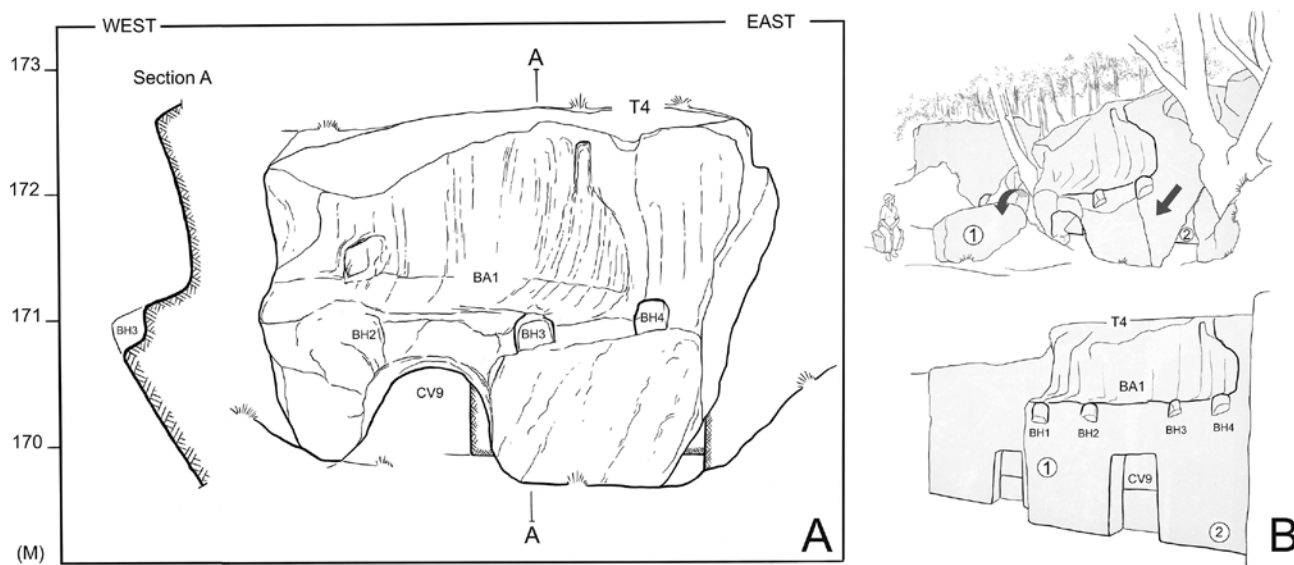 WEST
EAST
173
172
171
170
(M)
Section A
A
T4
BA1
BH2
BH3
BH4
BH3
CV9
A
A
1
2
T4
BA1
BH1
BH2
BH3
BH4
1
CV9
2
B